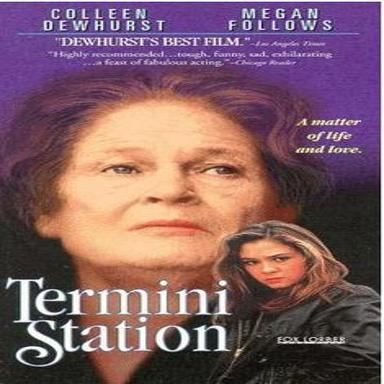 COLLEEN DEWHURST
MEGAN FOLLOWS
"DEWHURST'S BEST FILM." –Los Angeles Times
"Highly recommended...tough, funny, sad, exhilarating
...a feast of fabulous acting." –Chicago Reader
A matter
of life
and love.
Termini
Station
FOX LORBER